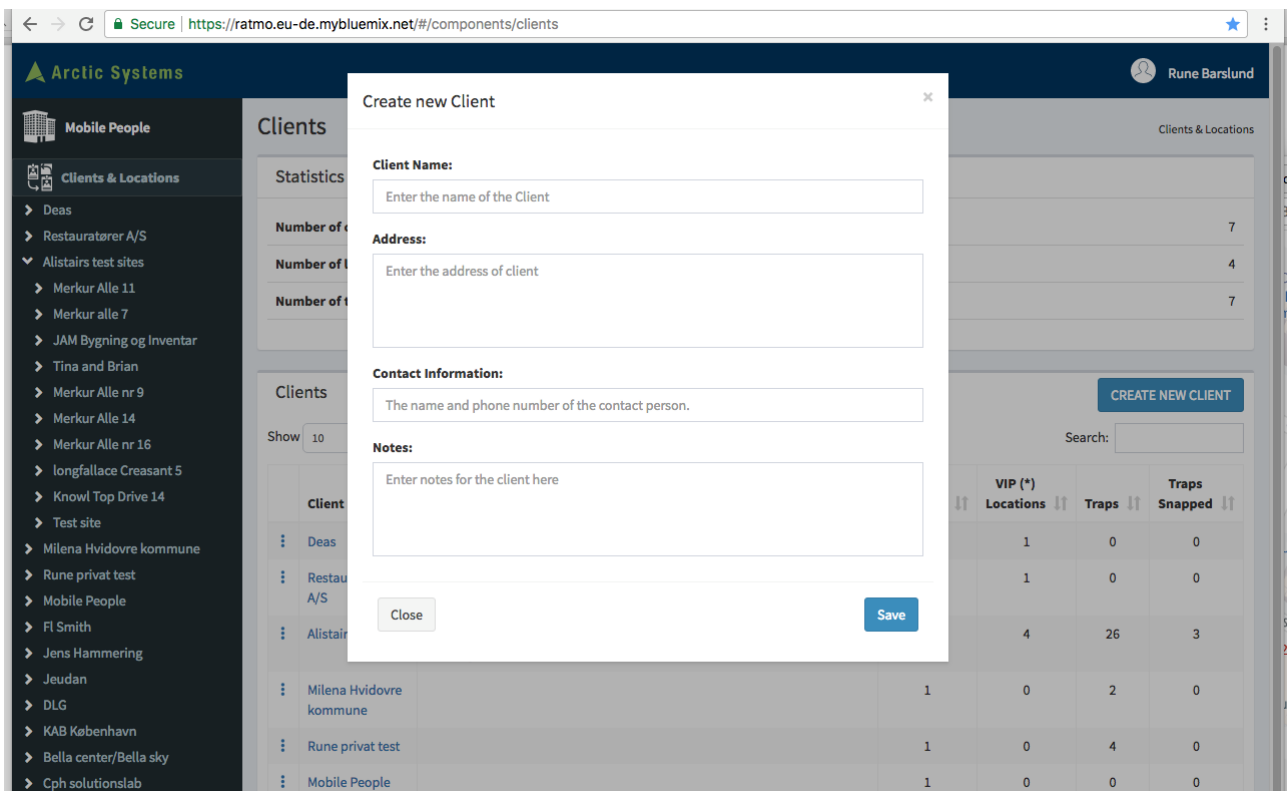 Secure | https://ratmo.eu-de.mybluemix.net/#/components/clients
Arctic Systems
Rune Barslund
Mobile People
Clients & Locations
Deas
Restauratører A/S
Alistairs test sites
Merkur Alle 11
Merkur alle 7
JAM Bygning og Inventar
Tina and Brian
Merkur Alle nr 9
Merkur Alle 14
Merkur Alle nr 16
longfallace Creasant 5
Knowl Top Drive 14
Test site
Milena Hvidovre kommune
Rune privat test
Mobile People
Fl Smith
Jens Hammering
Jeudan
DLG
KAB København
Bella center/Bella sky
Cph solutionslab
Clients
Clients & Locations
Statistics
Number of 7
Number of 4
Number of 7
Clients
CREATE NEW CLIENT
Show 10
Search:
Client VIP (*) Locations Traps Traps Snapped
Deas 1 0 0
Restau
A/S 1 0 0
Alistair 4 26 3
Milena Hvidovre
kommune 1 0 2 0
Rune privat test 1 0 4 0
Mobile People 1 0 0 0
Create new Client
×
Client Name:
Enter the name of the Client
Address:
Enter the address of client
Contact Information:
The name and phone number of the contact person.
Notes:
Enter notes for the client here
Close
Save